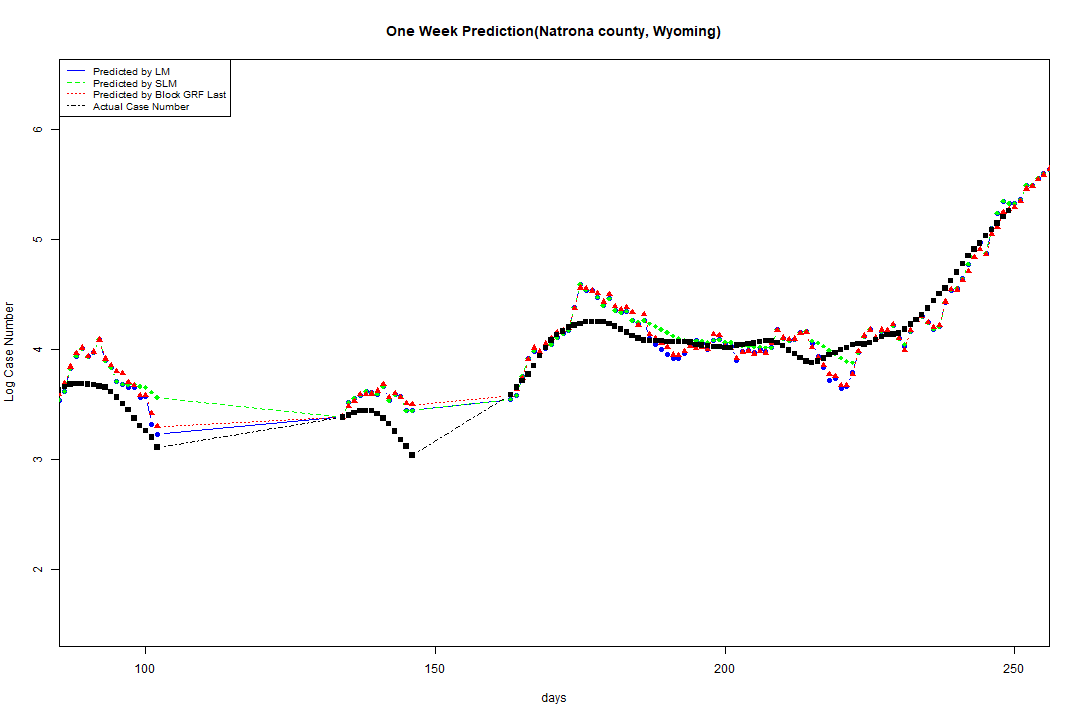 One Week Prediction(Natrona county, Wyoming)
Predicted by LM
Predicted by SLM
Predicted by Block GRF Last
Actual Case Number
Log Case Number
6
5
4
3
2
100 150 200 250
days